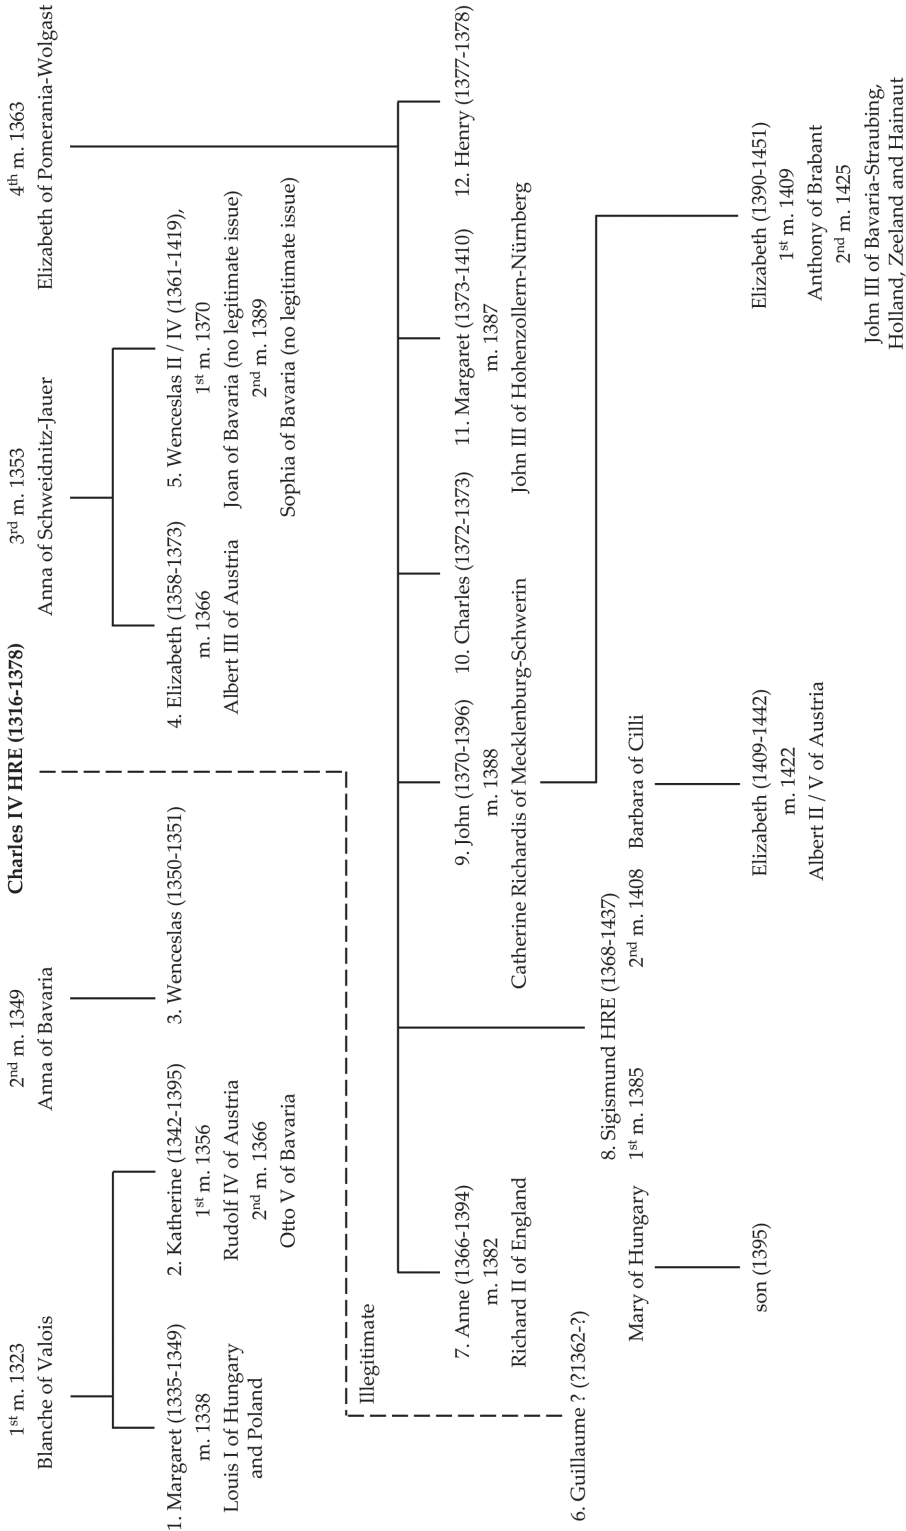 Charles IV HRE (1316-1378)
1st m. 1323
Blanche of Valois
2nd m. 1349
Anna of Bavaria
3rd m. 1353
Anna of Schweidnitz-Jauer
4th m. 1363
Elizabeth of Pomerania-Wolgast
1. Margaret (1335-1349)
m. 1338
Louis I of Hungary
and Poland
2. Katherine (1342-1395)
1st m. 1356
Rudolf IV of Austria
2nd m. 1366
Otto V of Bavaria
3. Wenceslas (1350-1351)
4. Elizabeth (1358-1373)
m. 1366
Albert III of Austria
5. Wenceslas II / IV (1361-1419),
1st m. 1370
Joan of Bavaria (no legitimate issue)
2nd m. 1389
Sophia of Bavaria (no legitimate issue)
Illegitimate
6. Guillaume ? (?1362-?)
7. Anne (1366-1394)
m. 1382
Richard II of England
8. Sigismund HRE (1368-1437)
1st m. 1385
Mary of Hungary
2nd m. 1408
Barbara of Cilli
9. John (1370-1396)
m. 1388
Catherine Richardis of Mecklenburg-Schwerin
10. Charles (1372-1373)
11. Margaret (1373-1410)
m. 1387
John III of Hohenzollern-Nürnberg
12. Henry (1377-1378)
son (1395)
Elizabeth (1409-1442)
m. 1422
Albert II / V of Austria
Elizabeth (1390-1451)
1st m. 1409
Anthony of Brabant
2nd m. 1425
John III of Bavaria-Straubing,
Holland, Zeeland and Hainaut